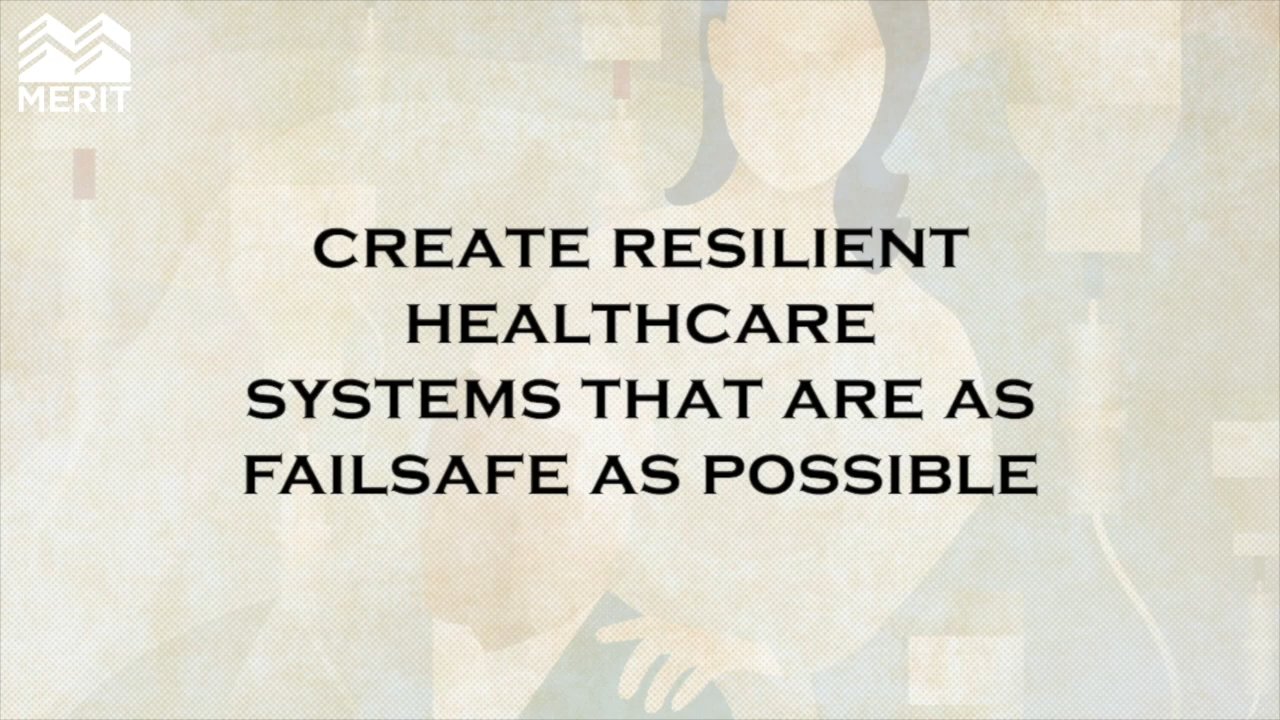 MERIT
CREATE RESILIENT
HEALTHCARE
SYSTEMS THAT ARE AS
FAILSAFE AS POSSIBLE